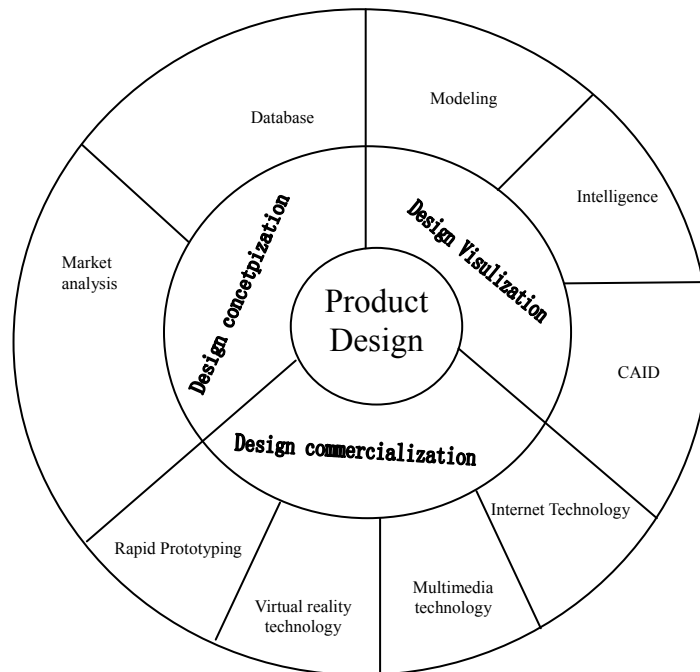 Modeling
Database
Intelligence
Design Visulization
Design concetpization
Market
analysis
Product
Design
CAID
Design commercialization
Internet Technology
Rapid Prototyping
Multimedia
technology
Virtual reality
technology